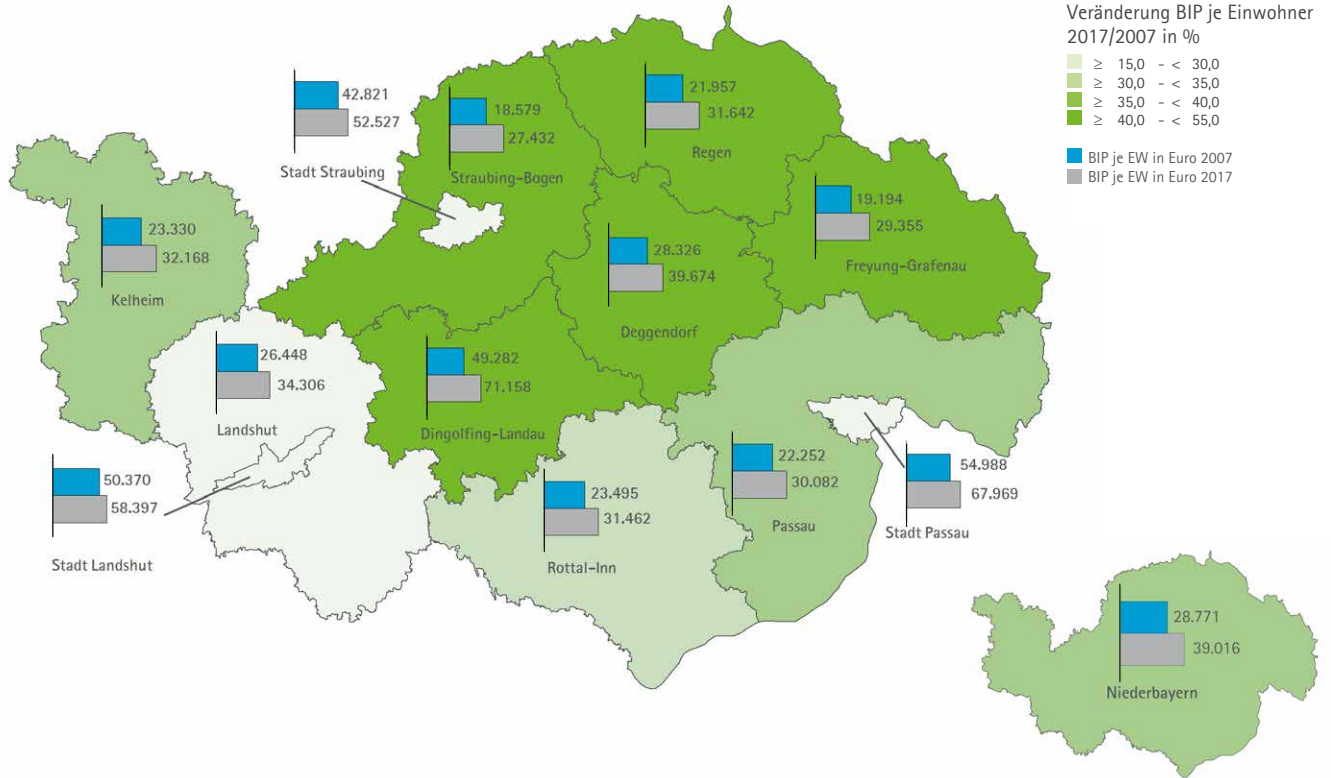 Veränderung BIP je Einwohner
2017/2007 in %
≥ 15,0 - < 30,0
≥ 30,0 - < 35,0
≥ 35,0 - < 40,0
≥ 40,0 - < 55,0
BIP je EW in Euro 2007
BIP je EW in Euro 2017
42.821
52.527
Stadt Straubing
18.579
27.432
Straubing-Bogen
21.957
31.642
Regen
19.194
29.355
Freyung-Grafenau
23.330
32.168
Kelheim
28.326
39.674
Deggendorf
26.448
34.306
Landshut
49.282
71.158
Dingolfing-Landau
50.370
58.397
Stadt Landshut
23.495
31.462
Rottal-Inn
22.252
30.082
Passau
54.988
67.969
Stadt Passau
28.771
39.016
Niederbayern